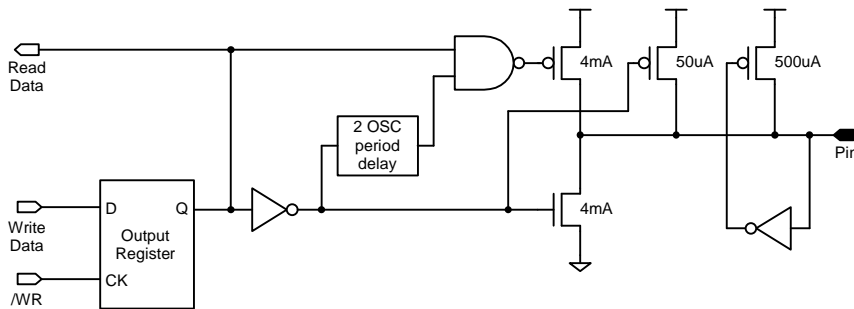 Read
Data
4mA
50uA
500uA
2 OSC
period
delay
Pin
Write
Data
D
Q
Output
Register
CK
/WR
4mA